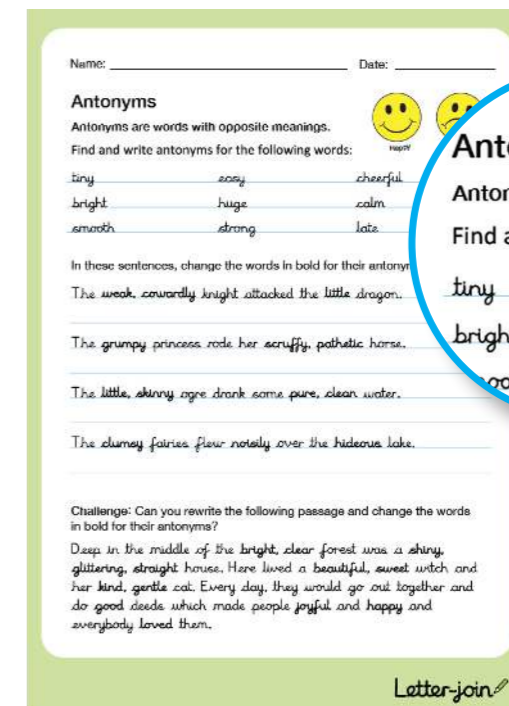 Name: Date:
Antonyms
Antonyms are words with opposite meanings.
Find and write antonyms for the following words:
Happy
tiny easy cheerful
bright huge calm
smooth strong late
In these sentences, change the words in bold for their antonyms
The weak, cowardly knight attacked the little dragon.
The grumpy princess rode her scruffy, pathetic horse.
The little, skinny ogre drank some pure, clean water.
The clumsy fairies flew noisily over the hideous lake.
Challenge: Can you rewrite the following passage and change the words
in bold for their antonyms?
Deep in the middle of the bright, clear forest was a shiny,
glittering, straight house. Here lived a beautiful, sweet witch and
her kind, gentle cat. Every day, they would go out together and
do good deeds which made people joyful and happy and
everybody loved them.
Ant
Anton
Find a
tiny
brigh
Letter-join